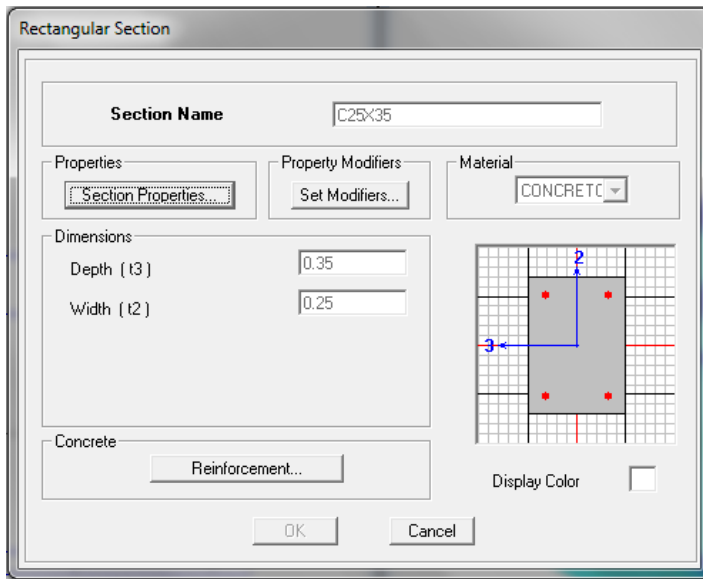 Rectangular Section
Section Name C25X35
Properties Property Modifiers Material
Section Properties... Set Modifiers... CONCRETO
Dimensions
Depth ( t3 ) 0.35
Width ( t2 ) 0.25
2
3
Concrete
Reinforcement...
Display Color
OK Cancel